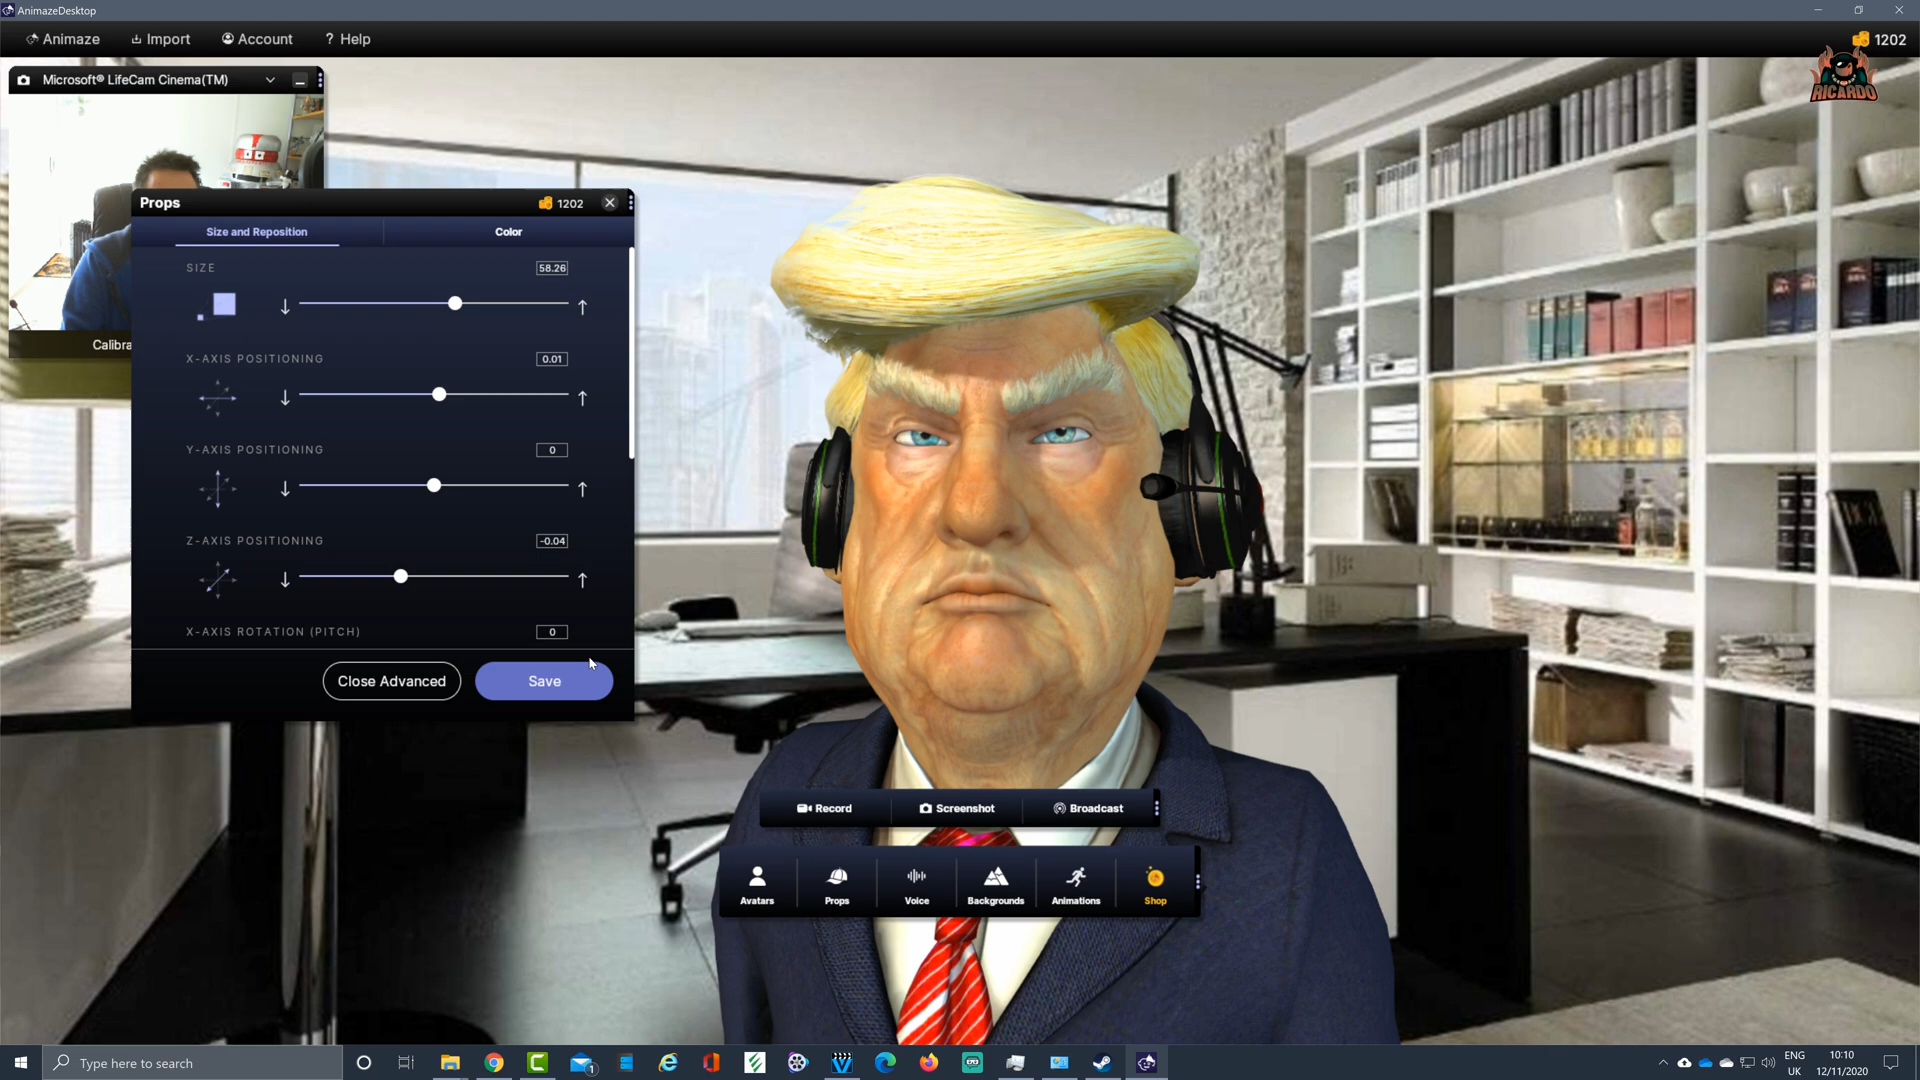 AnimazeDesktop
Animaze Import Account ? Help 1202
RICARDO
Microsoft® LifeCam Cinema(TM)
Calibra
Props 1202
Size and Reposition Color
SIZE 58.26
X-AXIS POSITIONING 0.01
Y-AXIS POSITIONING 0
Z-AXIS POSITIONING -0.04
X-AXIS ROTATION (PITCH) 0
Close Advanced Save
Record Screenshot Broadcast
Avatars Props Voice Backgrounds Animations Shop
Type here to search
1
ENG
UK
10:10
12/11/2020